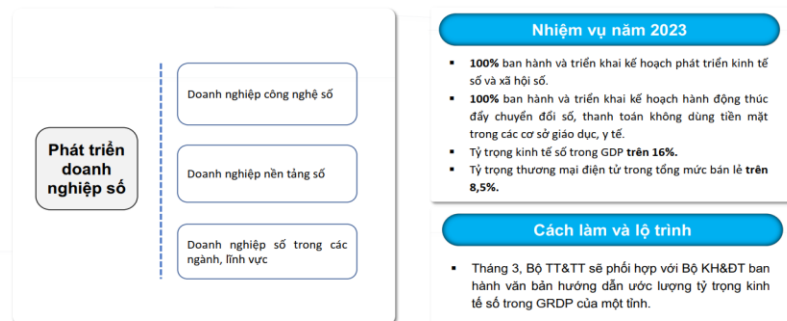 Phát triển
doanh
nghiệp số
Doanh nghiệp công nghệ số
Doanh nghiệp nền tảng số
Doanh nghiệp số trong các
ngành, lĩnh vực
Nhiệm vụ năm 2023
▪ 100% ban hành và triển khai kế hoạch phát triển kinh tế
số và xã hội số.
▪ 100% ban hành và triển khai kế hoạch hành động thúc
đẩy chuyển đổi số, thanh toán không dùng tiền mặt
trong các cơ sở giáo dục, y tế.
▪ Tỷ trọng kinh tế số trong GDP trên 16%.
▪ Tỷ trọng thương mại điện tử trong tổng mức bán lẻ trên
8,5%.
Cách làm và lộ trình
▪ Tháng 3, Bộ TT&TT sẽ phối hợp với Bộ KH&ĐT ban
hành văn bản hướng dẫn ước lượng tỷ trọng kinh
tế số trong GRDP của một tỉnh.